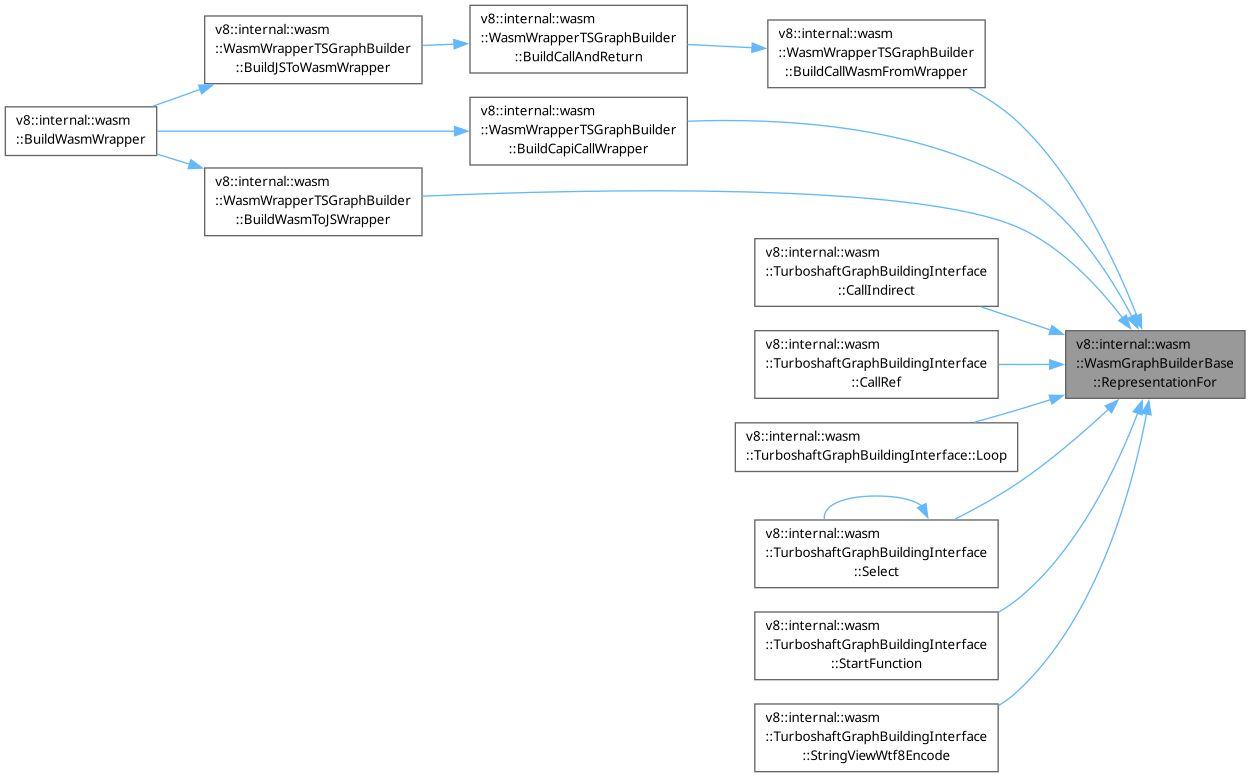 v8::internal::wasm
::WasmWrapperTSGraphBuilder
::BuildJSToWasmWrapper
v8::internal::wasm
::WasmWrapperTSGraphBuilder
::BuildCallAndReturn
v8::internal::wasm
::WasmWrapperTSGraphBuilder
::BuildCallWasmFromWrapper
v8::internal::wasm
::BuildWasmWrapper
v8::internal::wasm
::WasmWrapperTSGraphBuilder
::BuildCapiCallWrapper
v8::internal::wasm
::WasmWrapperTSGraphBuilder
::BuildWasmToJSWrapper
v8::internal::wasm
::TurboshaftGraphBuildingInterface
::CallIndirect
v8::internal::wasm
::TurboshaftGraphBuildingInterface
::CallRef
v8::internal::wasm
::WasmGraphBuilderBase
::RepresentationFor
v8::internal::wasm
::TurboshaftGraphBuildingInterface::Loop
v8::internal::wasm
::TurboshaftGraphBuildingInterface
::Select
v8::internal::wasm
::TurboshaftGraphBuildingInterface
::StartFunction
v8::internal::wasm
::TurboshaftGraphBuildingInterface
::StringViewWtf8Encode